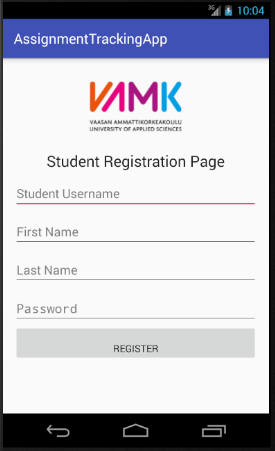 3G 10:04
AssignmentTrackingApp
VAMK
VAASAN AMMATTIKORKEAKOULU
UNIVERSITY OF APPLIED SCIENCES
Student Registration Page
Student Username
First Name
Last Name
Password
REGISTER